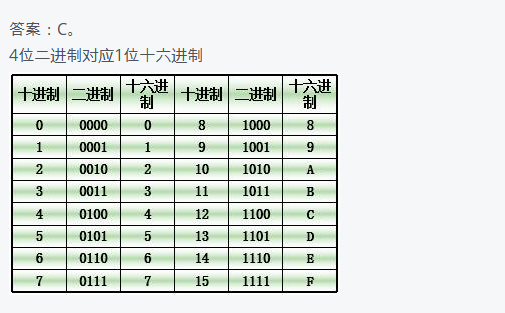 答案：C。
4位二进制对应1位十六进制
十进制 二进制 十六进制 十进制 二进制 十六进制
0 0000 0 8 1000 8
1 0001 1 9 1001 9
2 0010 2 10 1010 A
3 0011 3 11 1011 B
4 0100 4 12 1100 C
5 0101 5 13 1101 D
6 0110 6 14 1110 E
7 0111 7 15 1111 F